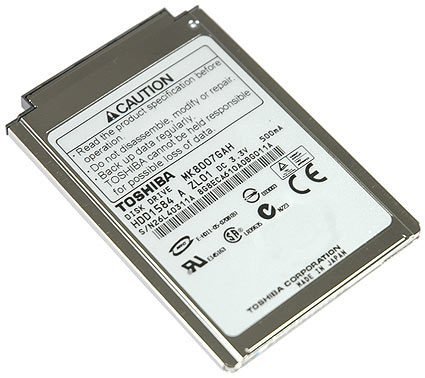 ⚠CAUTION
· Read the product specification before
operation.
· Do not disassemble, modify or repair.
· Back up data regularly.
TOSHIBA CAN not be held responsible
for possible loss of data.
TOSHIBA
DISK DRIVE MK8007GAH
HDD1584 A ZL01 DC 3.3V 500mA
TOSHIBA CORPORATION
MADE IN JAPAN